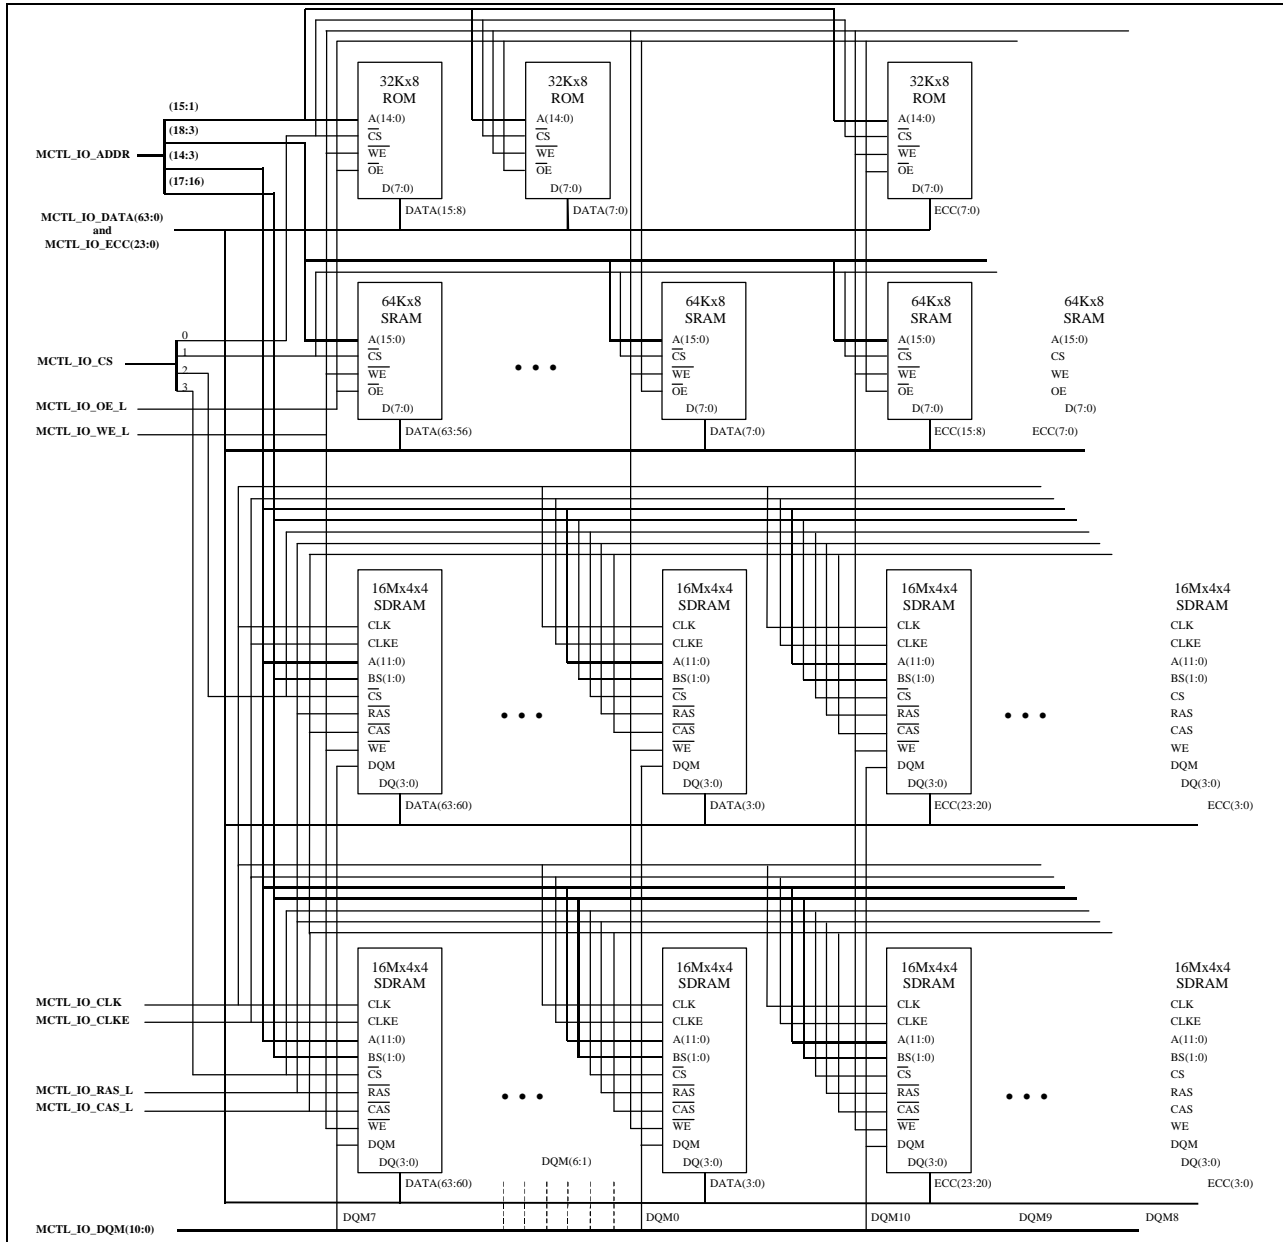 32Kx8
ROM
A(14:0)
CS
WE
OE
D(7:0)
DATA(15:8)
32Kx8
ROM
A(14:0)
CS
WE
OE
D(7:0)
DATA(7:0)
32Kx8
ROM
A(14:0)
CS
WE
OE
D(7:0)
ECC(7:0)
(15:1)
(18:3)
MCTL_IO_ADDR
(14:3)
(17:16)
MCTL_IO_DATA(63:0)
and
MCTL_IO_ECC(23:0)
64Kx8
SRAM
A(15:0)
CS
WE
OE
D(7:0)
DATA(63:56)
• • •
64Kx8
SRAM
A(15:0)
CS
WE
OE
D(7:0)
DATA(7:0)
64Kx8
SRAM
A(15:0)
CS
WE
OE
D(7:0)
ECC(15:8)
64Kx8
SRAM
A(15:0)
CS
WE
OE
D(7:0)
ECC(7:0)
MCTL_IO_CS
0
1
2
3
MCTL_IO_OE_L
MCTL_IO_WE_L
16Mx4x4
SDRAM
CLK
CLKE
A(11:0)
BS(1:0)
CS
RAS
CAS
WE
DQM
DQ(3:0)
DATA(63:60)
• • •
16Mx4x4
SDRAM
CLK
CLKE
A(11:0)
BS(1:0)
CS
RAS
CAS
WE
DQM
DQ(3:0)
DATA(3:0)
16Mx4x4
SDRAM
CLK
CLKE
A(11:0)
BS(1:0)
CS
RAS
CAS
WE
DQM
DQ(3:0)
ECC(23:20)
• • •
16Mx4x4
SDRAM
CLK
CLKE
A(11:0)
BS(1:0)
CS
RAS
CAS
WE
DQM
DQ(3:0)
ECC(3:0)
MCTL_IO_CLK
MCTL_IO_CLKE
MCTL_IO_RAS_L
MCTL_IO_CAS_L
16Mx4x4
SDRAM
CLK
CLKE
A(11:0)
BS(1:0)
CS
RAS
CAS
WE
DQM
DQ(3:0)
DATA(63:60)
• • •
DQM(6:1)
16Mx4x4
SDRAM
CLK
CLKE
A(11:0)
BS(1:0)
CS
RAS
CAS
WE
DQM
DQ(3:0)
DATA(3:0)
16Mx4x4
SDRAM
CLK
CLKE
A(11:0)
BS(1:0)
CS
RAS
CAS
WE
DQM
DQ(3:0)
ECC(23:20)
• • •
16Mx4x4
SDRAM
CLK
CLKE
A(11:0)
BS(1:0)
CS
RAS
CAS
WE
DQM
DQ(3:0)
ECC(3:0)
DQM7
DQM0
DQM10
DQM9
DQM8
MCTL_IO_DQM(10:0)